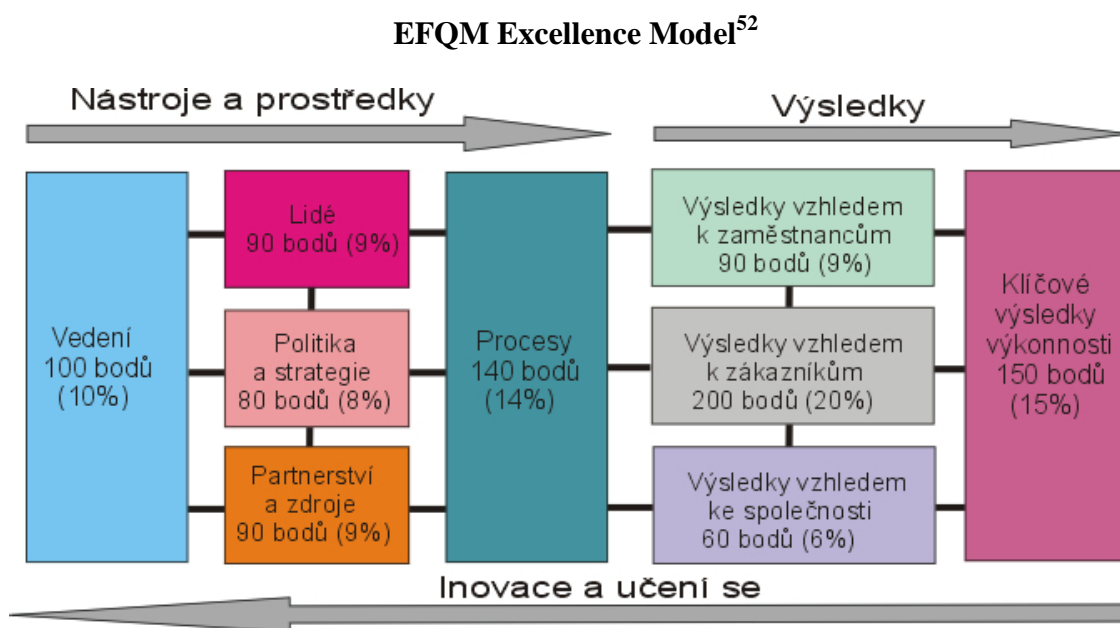 EFQM Excellence Model52
Nástroje a prostředky
Výsledky
Vedení
100 bodů
(10%)
Lidé
90 bodů (9%)
Politika
a strategie
80 bodů (8%)
Partnerství
a zdroje
90 bodů (9%)
Procesy
140 bodů
(14%)
Výsledky vzhledem
k zaměstnancům
90 bodů (9%)
Výsledky vzhledem
k zákazníkům
200 bodů (20%)
Výsledky vzhledem
ke společnosti
60 bodů (6%)
Klíčové
výsledky
výkonnosti
150 bodů
(15%)
Inovace a učení se